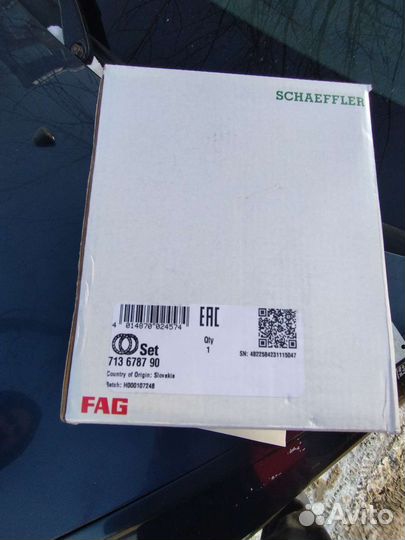 SCHAEFFLER
4 014870 024574
EAC
Set
713 6787 90
Qty
1
SN: 4822504231115047
Country of Origin: Slovakia
Batch: H000107248
FAG
Avito